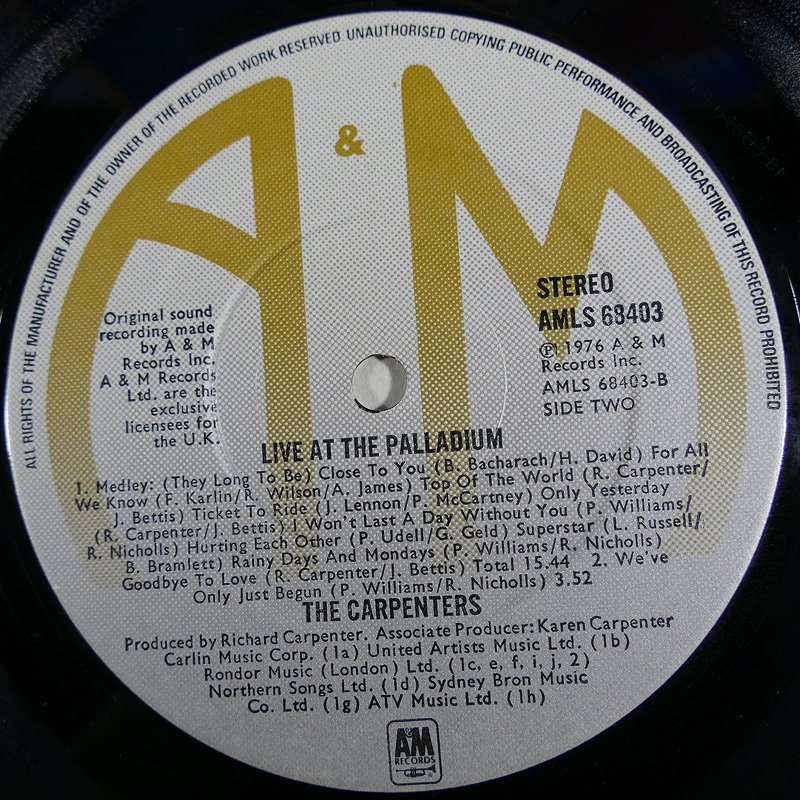 ALL RIGHTS OF THE MANUFACTURER AND OF THE OWNER OF THE RECORDED WORK RESERVED UNAUTHORISED COPYING PUBLIC PERFORMANCE AND BROADCASTING OF THIS RECORD PROHIBITED
A & M
Original sound
recording made
by A & M
Records Inc.
A & M Records
Ltd. are the
exclusive
licensees for
the U.K.
STEREO
AMLS 68403
Ⓟ 1976 A & M
Records Inc.
AMLS 68403-B
SIDE TWO
LIVE AT THE PALLADIUM
1. Medley: (They Long To Be) Close To You (B. Bacharach/H. David) For All
We Know (F. Karlin/R. Wilson/A. James) Top Of The World (R. Carpenter/
J. Bettis) Ticket To Ride (J. Lennon/P. McCartney) Only Yesterday
(R. Carpenter/J. Bettis) I Won't Last A Day Without You (P. Williams/
R. Nicholls) Hurting Each Other (P. Udell/G. Geld) Superstar (L. Russell/
B. Bramlett) Rainy Days And Mondays (P. Williams/R. Nicholls)
Goodbye To Love (R. Carpenter/J. Bettis) Total 15.44 2. We've
Only Just Begun (P. Williams/R. Nicholls) 3.52
THE CARPENTERS
Produced by Richard Carpenter. Associate Producer: Karen Carpenter
Carlin Music Corp. (1a) United Artists Music Ltd. (1b)
Rondor Music (London) Ltd. (1c, e, f, i, j, 2)
Northern Songs Ltd. (1d) Sydney Bron Music
Co. Ltd. (1g) ATV Music Ltd. (1h)
A&M
RECORDS